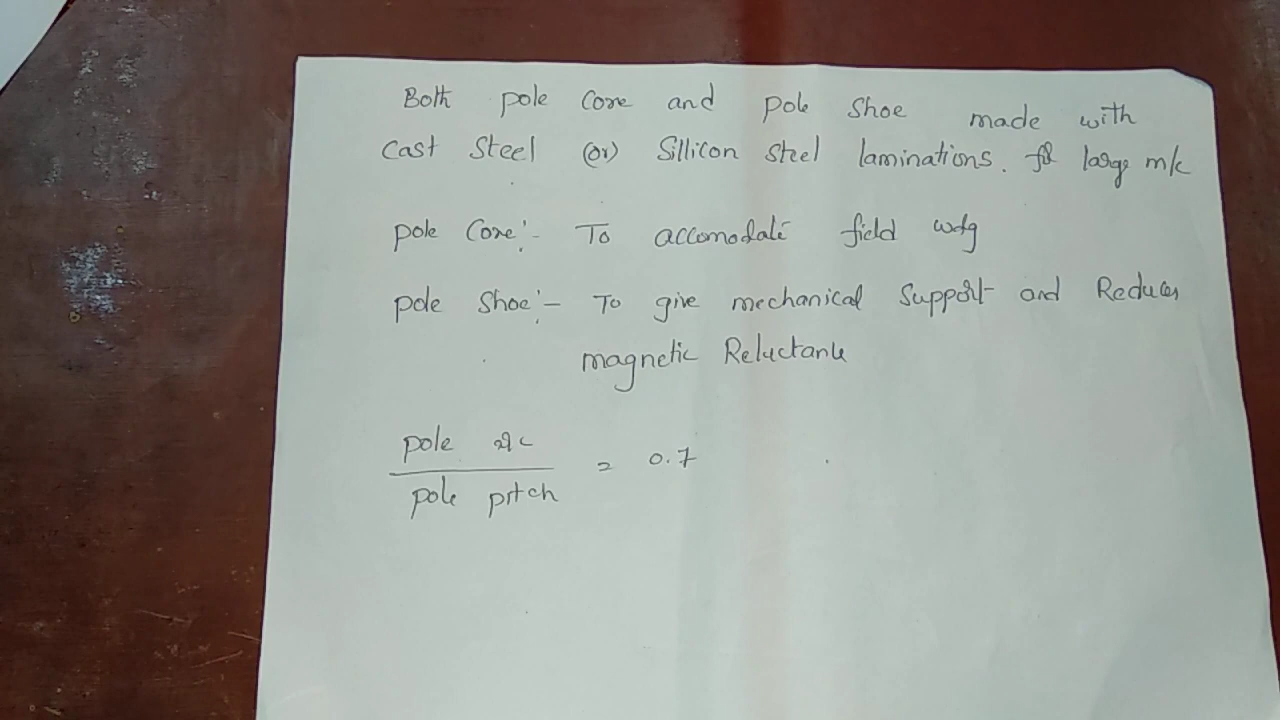 Both pole core and pole shoe made with
cast steel (or) Sillicon steel laminations. for large m/c
pole core:- To accomodate field wdg
pole shoe:- To give mechanical support and Reduces
magnetic Reluctance
pole arc
= 0.7
pole pitch